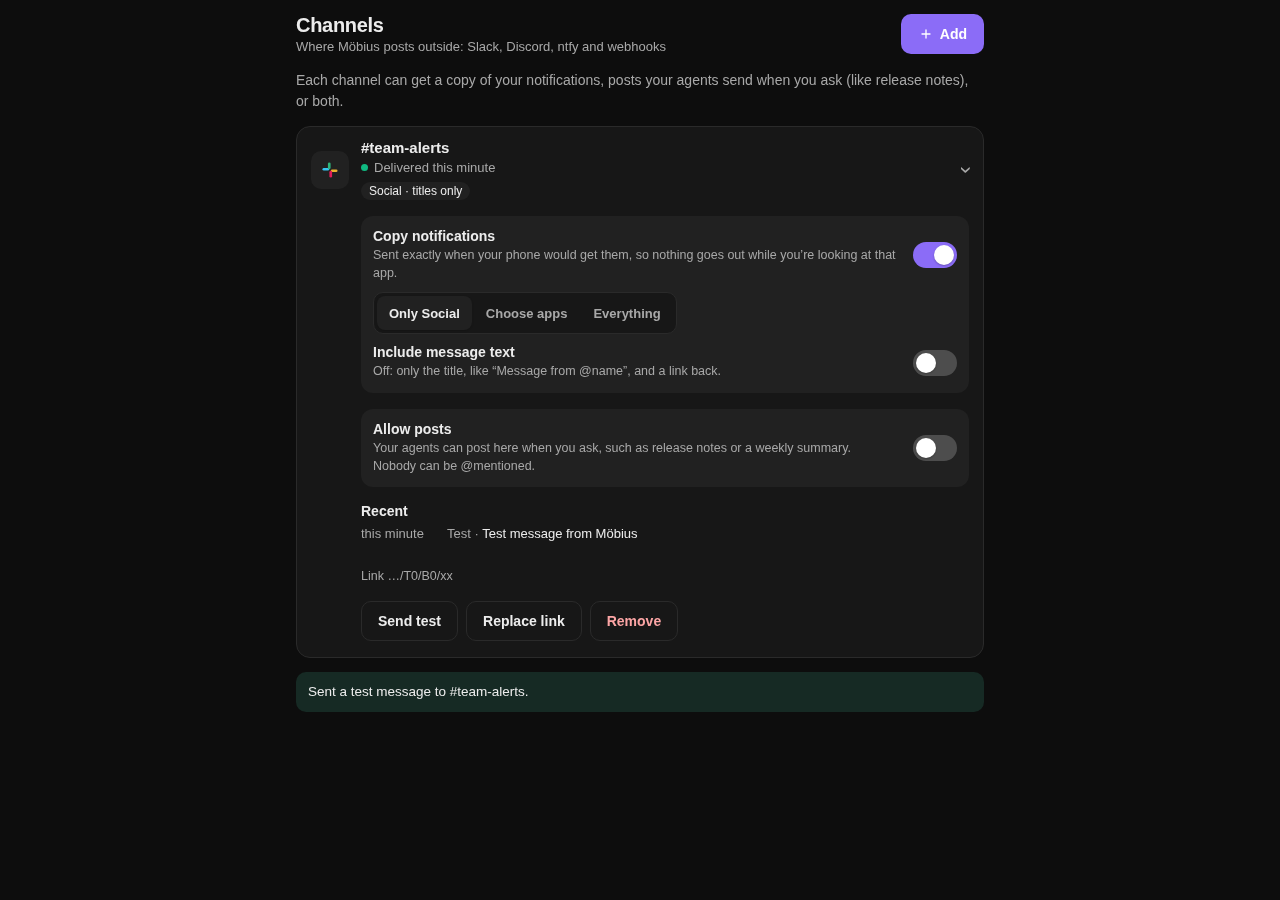 Channels
Where Möbius posts outside: Slack, Discord, ntfy and webhooks
Add
Each channel can get a copy of your notifications, posts your agents send when you ask (like release notes),
or both.
#team-alerts
Delivered this minute
Social · titles only
Copy notifications
Sent exactly when your phone would get them, so nothing goes out while you’re looking at that
app.
Only Social Choose apps Everything
Include message text
Off: only the title, like “Message from @name”, and a link back.
Allow posts
Your agents can post here when you ask, such as release notes or a weekly summary.
Nobody can be @mentioned.
Recent
this minute Test · Test message from Möbius
Link …/T0/B0/xx
Send test Replace link Remove
Sent a test message to #team-alerts.